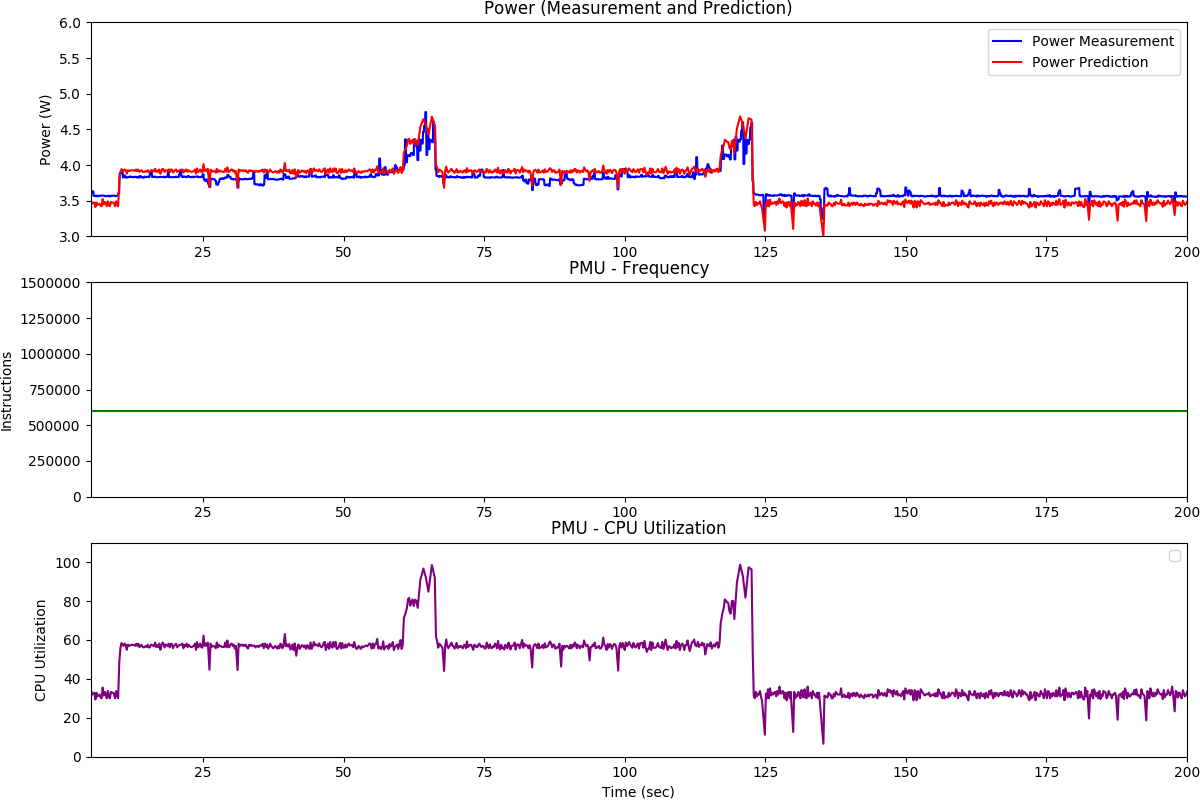 Power (Measurement and Prediction)
6.0
5.5
5.0
4.5
4.0
3.5
3.0
Power (W)
Power Measurement
Power Prediction
25 50 75 100 125 150 175 200
PMU - Frequency
1500000
1250000
1000000
750000
500000
250000
0
Instructions
25 50 75 100 125 150 175 200
PMU - CPU Utilization
100
80
60
40
20
0
CPU Utilization
25 50 75 100 125 150 175 200
Time (sec)